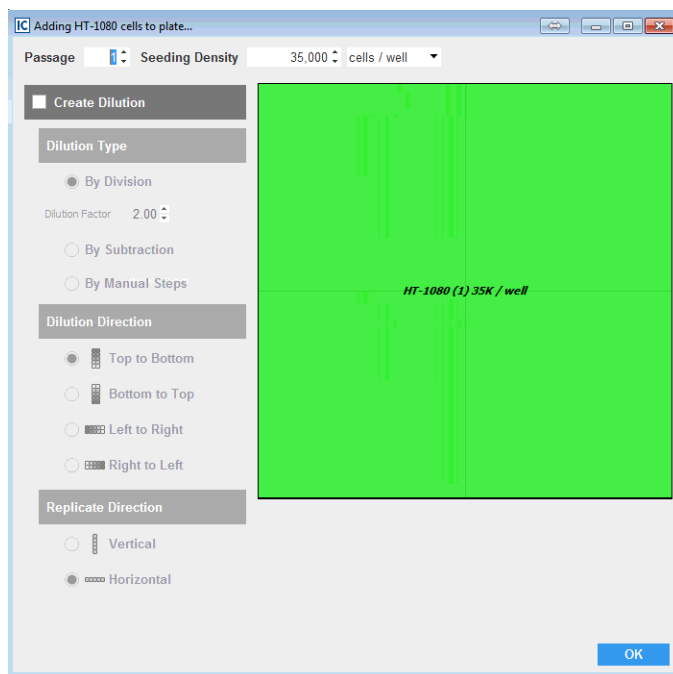 IC Adding HT-1080 cells to plate...
Passage 1 Seeding Density 35,000 cells / well
Create Dilution
Dilution Type
By Division
Dilution Factor 2.00
By Subtraction
By Manual Steps
HT-1080 (1) 35K / well
Dilution Direction
Top to Bottom
Bottom to Top
Left to Right
Right to Left
Replicate Direction
Vertical
Horizontal
OK